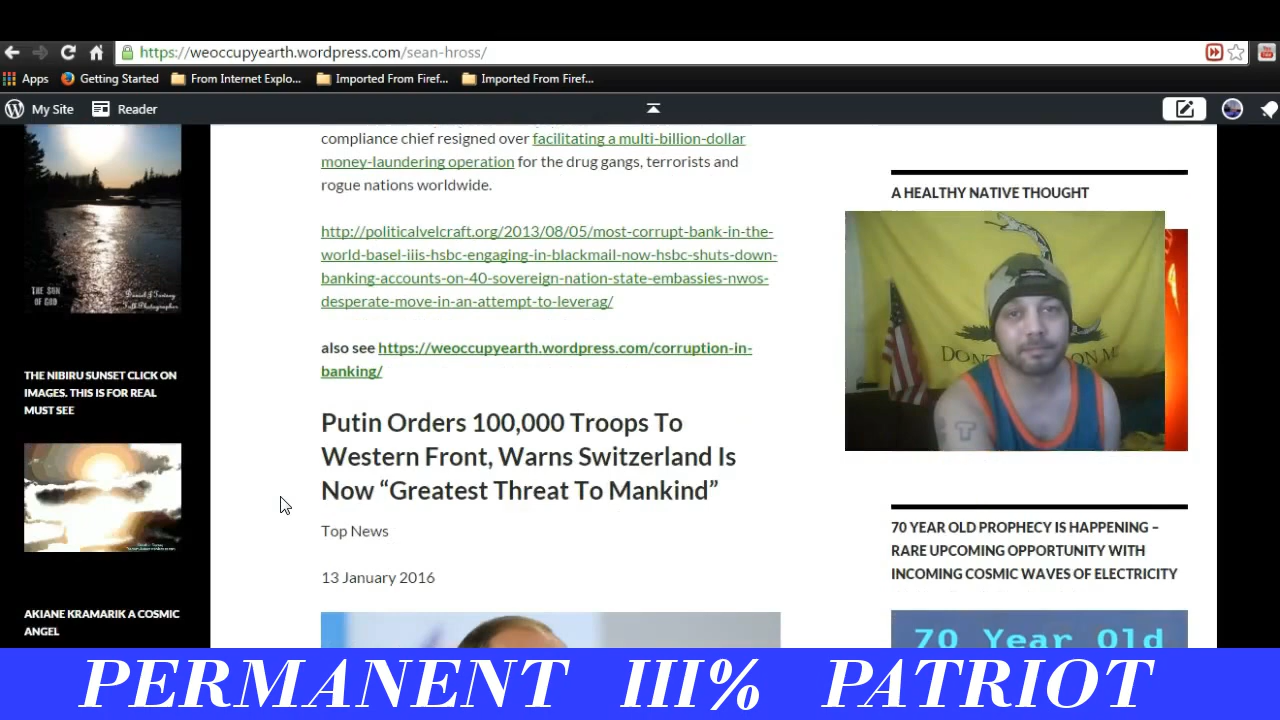 https://weoccupyearth.wordpress.com/sean-hross/
Apps Getting Started From Internet Explo... Imported From Firef... Imported From Firef...
My Site Reader
compliance chief resigned over facilitating a multi-billion-dollar
money-laundering operation for the drug gangs, terrorists and
rogue nations worldwide.
http://politicalvelcraft.org/2013/08/05/most-corrupt-bank-in-the-
world-basel-iiis-hsbc-engaging-in-blackmail-now-hsbc-shuts-down-
banking-accounts-on-40-sovereign-nation-state-embassies-nwos-
desperate-move-in-an-attempt-to-leverag/
also see https://weoccupyearth.wordpress.com/corruption-in-
banking/
Putin Orders 100,000 Troops To
Western Front, Warns Switzerland Is
Now “Greatest Threat To Mankind”
Top News
13 January 2016
THE SUN
OF GOD
THE NIBIRU SUNSET CLICK ON
IMAGES. THIS IS FOR REAL
MUST SEE
AKIANE KRAMARIK A COSMIC
ANGEL
A HEALTHY NATIVE THOUGHT
DON'T ON M
T
70 YEAR OLD PROPHECY IS HAPPENING –
RARE UPCOMING OPPORTUNITY WITH
INCOMING COSMIC WAVES OF ELECTRICITY
70 Year Old
PERMANENT III% PATRIOT